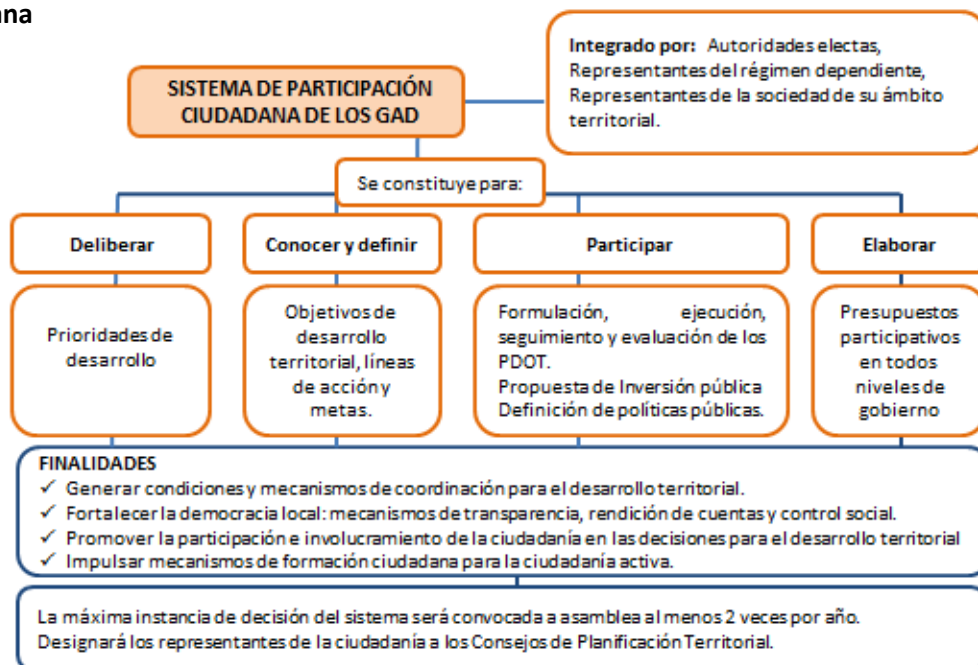 ana
SISTEMA DE PARTICIPACIÓN
CIUDADANA DE LOS GAD
Integrado por: Autoridades electas,
Representantes del régimen dependiente,
Representantes de la sociedad de su ámbito
territorial.
Se constituye para:
Deliberar
Conocer y definir
Participar
Elaborar
Prioridades de
desarrollo
Objetivos de
desarrollo
territorial, líneas
de acción y
metas.
Formulación, ejecución,
seguimiento y evaluación de los
PDOT.
Propuesta de Inversión pública
Definición de políticas públicas.
Presupuestos
participativos
en todos
niveles de
gobierno
FINALIDADES
✓ Generar condiciones y mecanismos de coordinación para el desarrollo territorial.
✓ Fortalecer la democracia local: mecanismos de transparencia, rendición de cuentas y control social.
✓ Promover la participación e involucramiento de la ciudadanía en las decisiones para el desarrollo territorial
✓ Impulsar mecanismos de formación ciudadana para la ciudadanía activa.
La máxima instancia de decisión del sistema será convocada a asamblea al menos 2 veces por año.
Designará los representantes de la ciudadanía a los Consejos de Planificación Territorial.